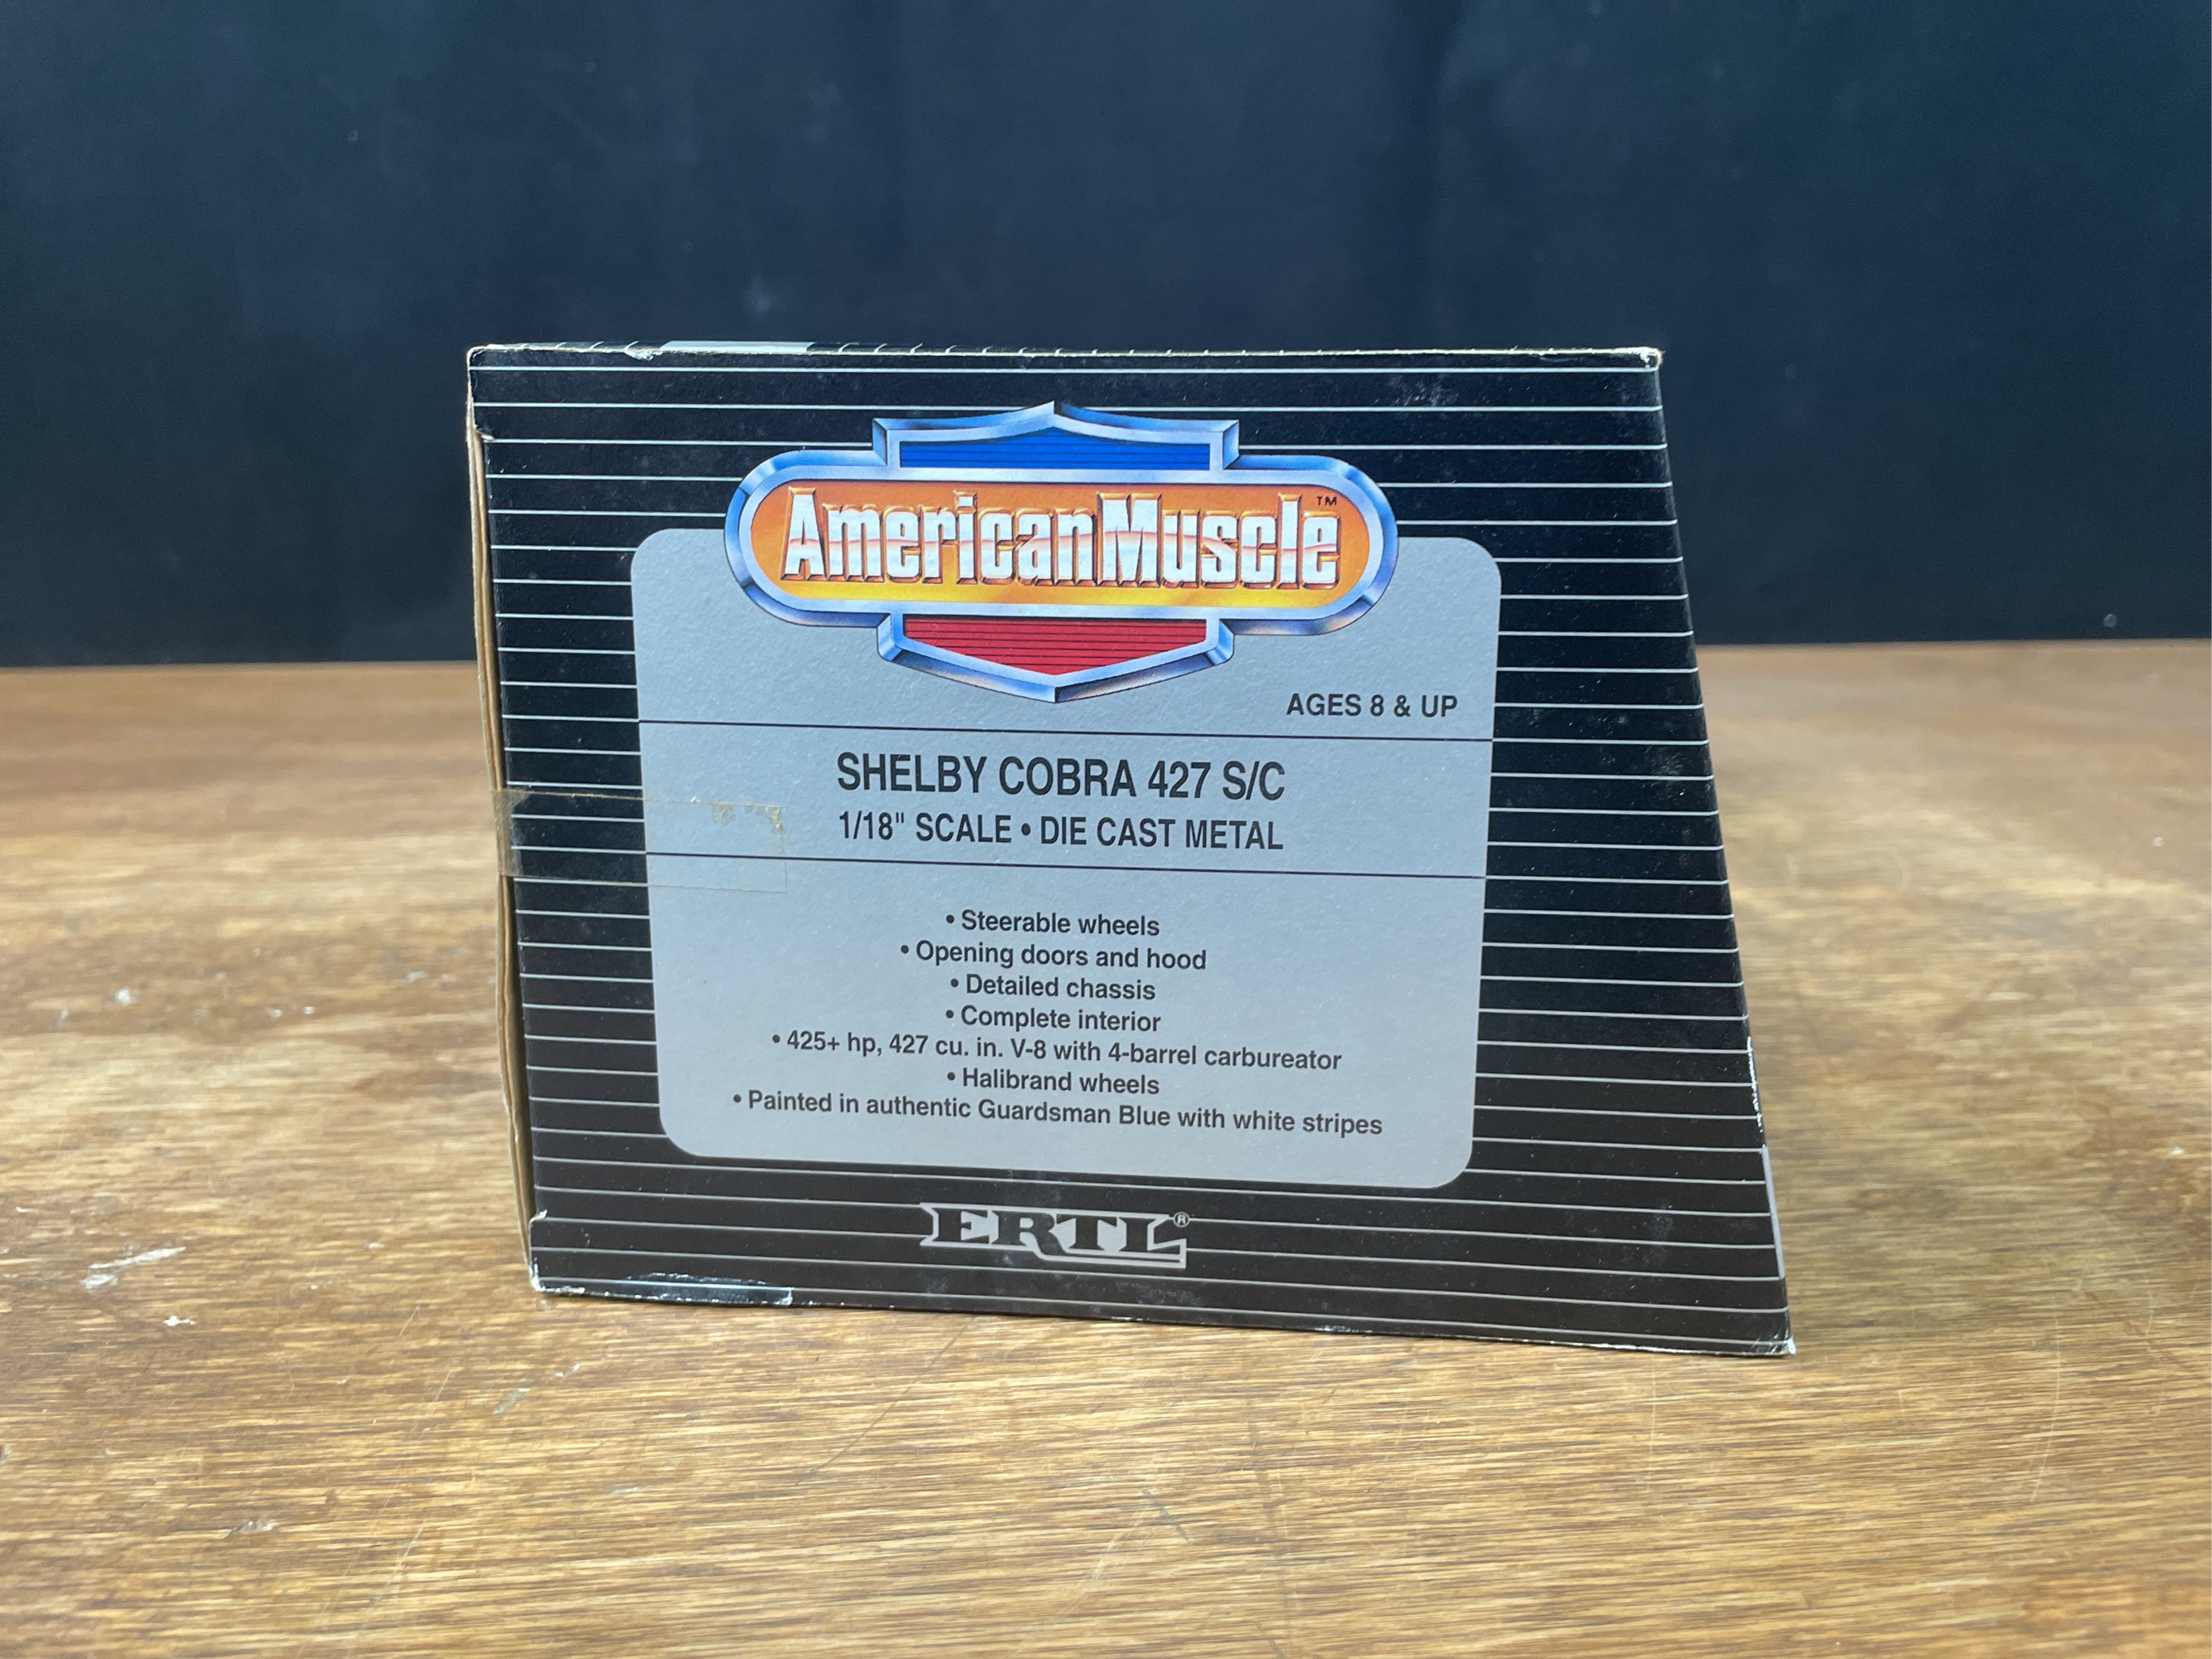 AmericanMuscle™
AGES 8 & UP
SHELBY COBRA 427 S/C
1/18" SCALE • DIE CAST METAL
• Steerable wheels
• Opening doors and hood
• Detailed chassis
• Complete interior
• 425+ hp, 427 cu. in. V-8 with 4-barrel carbureator
• Halibrand wheels
• Painted in authentic Guardsman Blue with white stripes
ERTL®